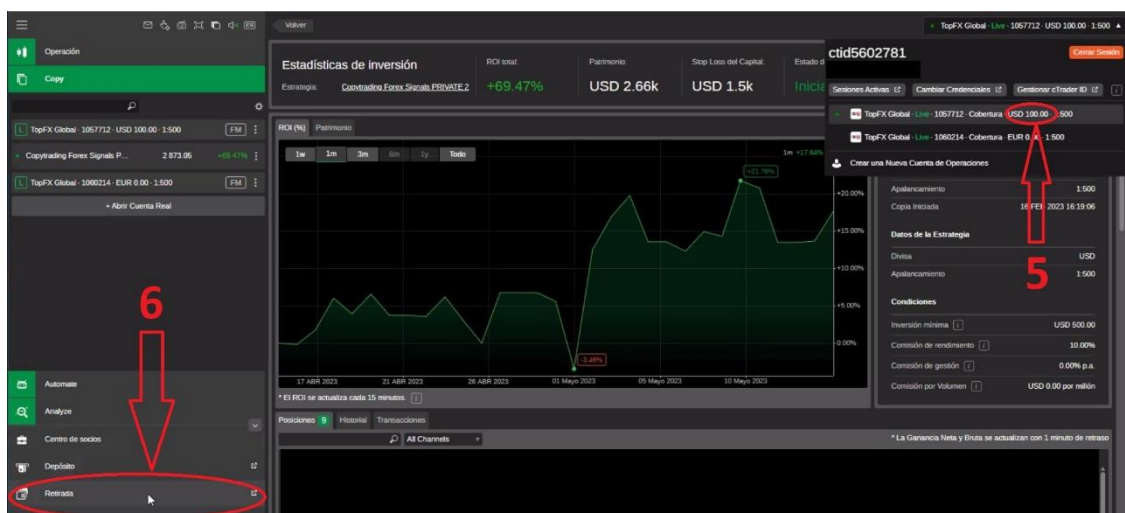 Volver
TopFX Global · Live · 1057712 · USD 100.00 · 1:500
Operación
Copy
TopFX Global · 1057712 · USD 100.00 · 1:500
FM
Copytrading Forex Signals P...
2 873.05
+69.47%
TopFX Global · 1060214 · EUR 0.00 · 1:500
FM
+ Abrir Cuenta Real
6
Automate
Analyze
Centro de socios
Depósito
Retirada
Estadísticas de inversión
Estrategia:
Copytrading Forex Signals PRIVATE 2
ROI total:
+69.47%
Patrimonio:
USD 2.66k
Stop Loss del Capital:
USD 1.5k
Estado d
Inicia
ctid5602781
Cerrar Sesión
Sesiones Activas
Cambiar Credenciales
Gestionar cTrader ID
TopFX Global · Live · 1057712 · Cobertura · USD 100.00 · 1:500
TopFX Global · Live · 1060214 · Cobertura · EUR 0.00 · 1:500
Crear una Nueva Cuenta de Operaciones
ROI (%)
Patrimonio
1w
1m
3m
6m
1y
Todo
1m +17.64%
+21.76%
+20.00%
+15.00%
+10.00%
+5.00%
0.00%
-3.46%
17 ABR 2023
21 ABR 2023
26 ABR 2023
01 Mayo 2023
05 Mayo 2023
10 Mayo 2023
* El ROI se actualiza cada 15 minutos.
Apalancamiento
1:500
Copia Iniciada
16 FEB 2023 16:19:06
Datos de la Estrategia
5
Divisa
USD
Apalancamiento
1:500
Condiciones
Inversión mínima
USD 500.00
Comisión de rendimiento
10.00%
Comisión de gestión
0.00% p.a.
Comisión por Volumen
USD 0.00 por millón
Posiciones 9
Historial
Transacciones
All Channels
* La Ganancia Neta y Bruta se actualizan con 1 minuto de retraso